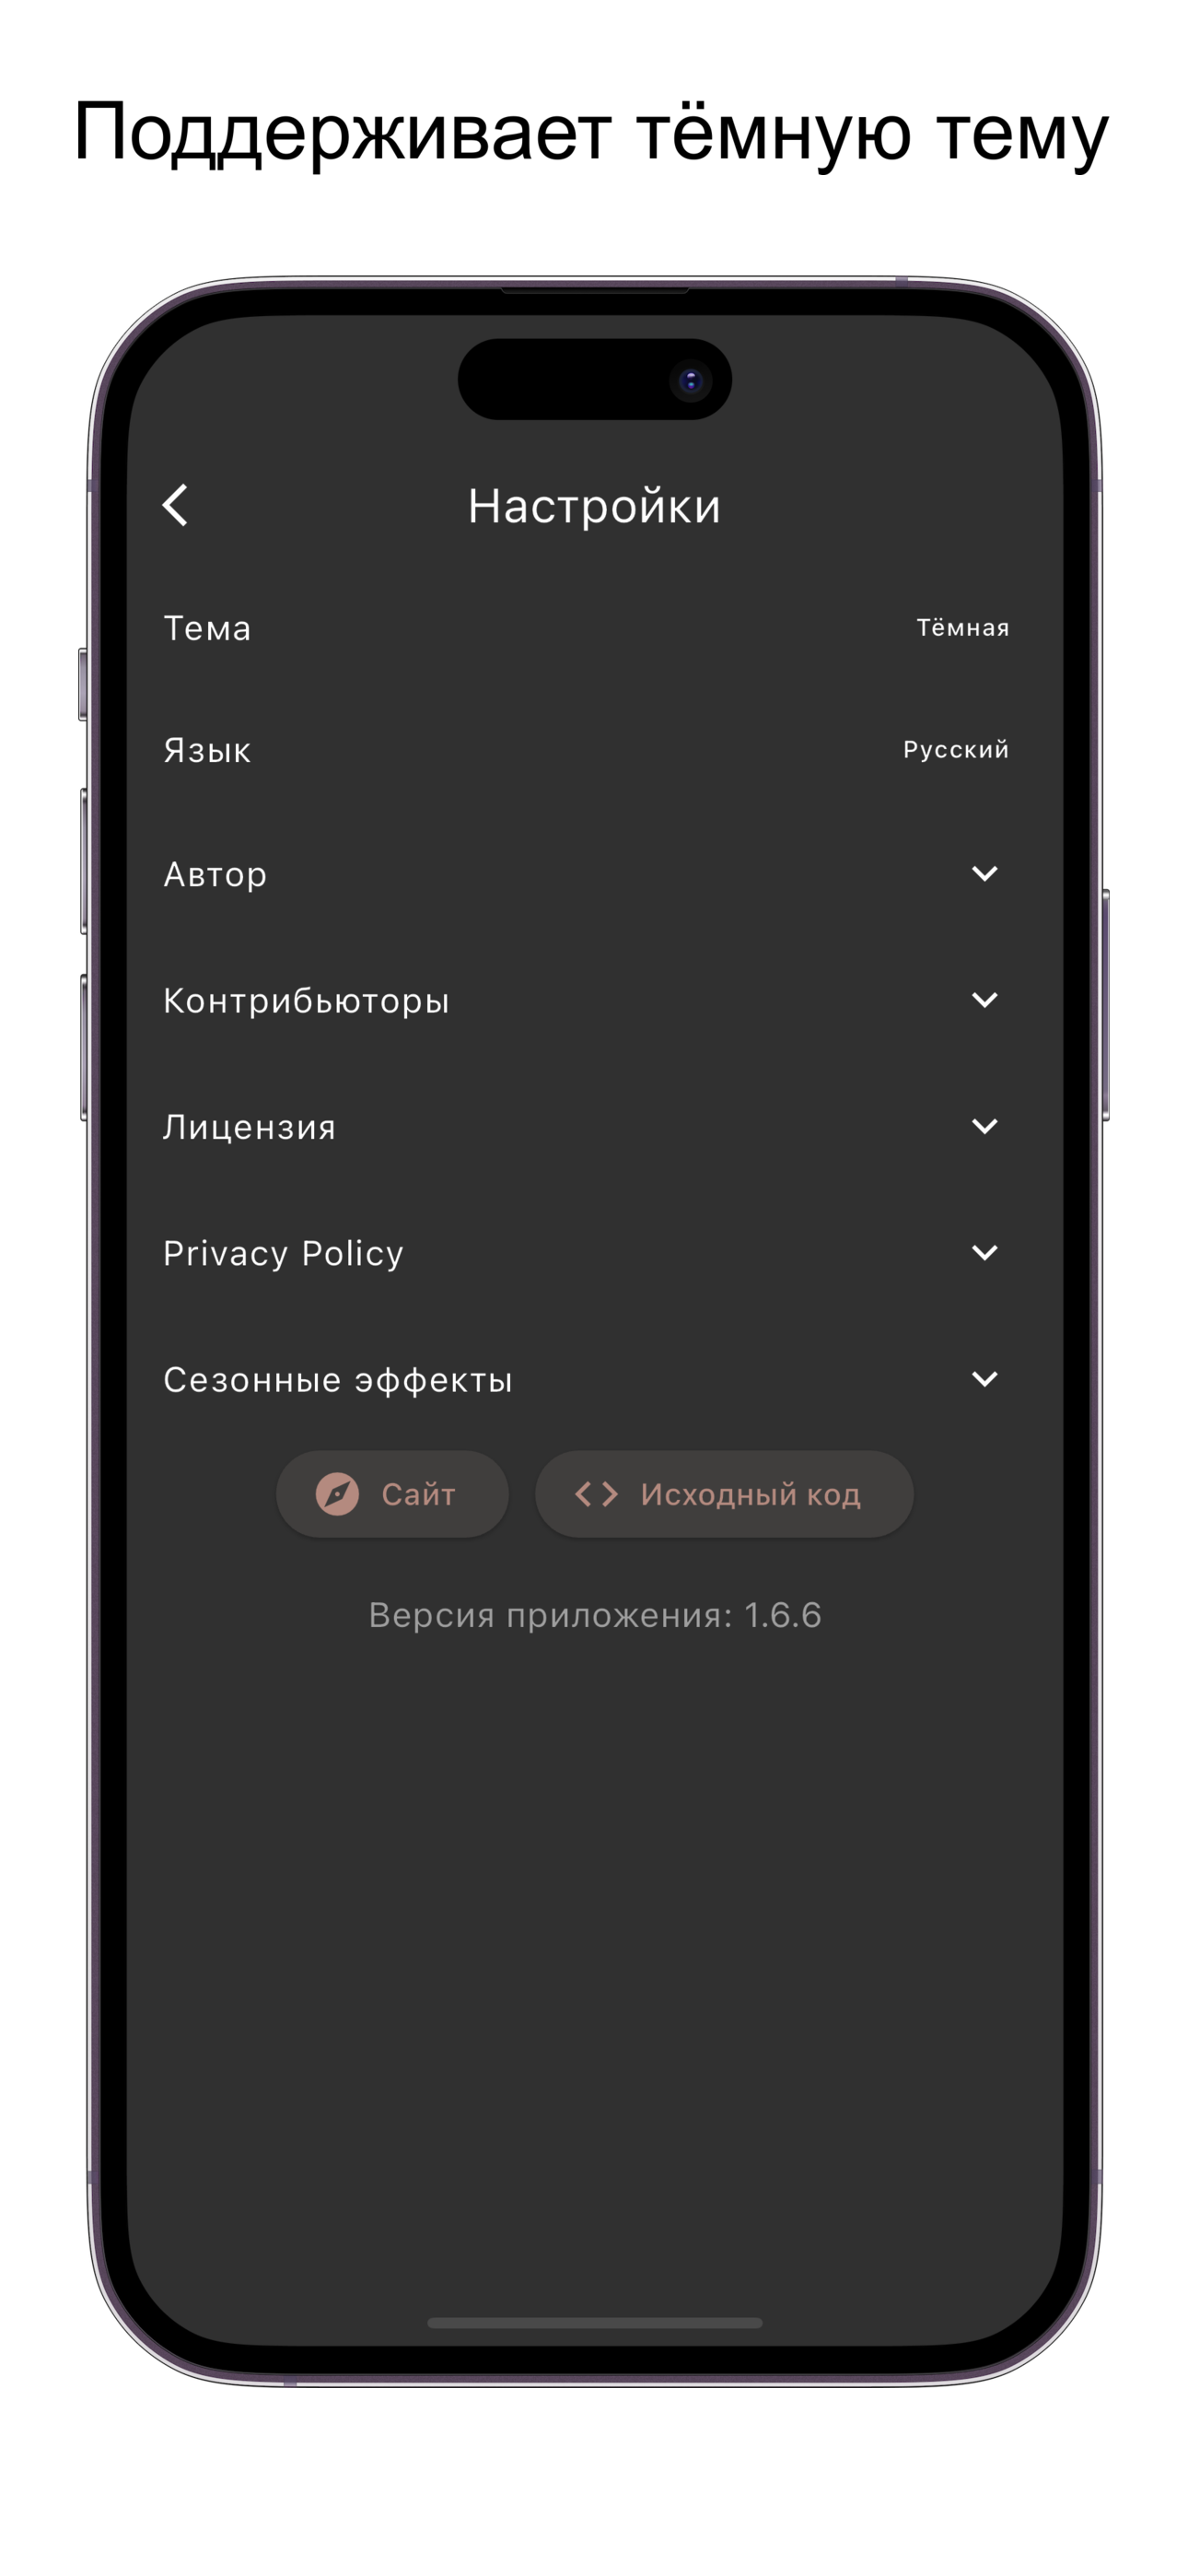 Поддерживает тёмную тему
Настройки
Тема Тёмная
Язык Русский
Автор
Контрибьюторы
Лицензия
Privacy Policy
Сезонные эффекты
Сайт Исходный код
Версия приложения: 1.6.6